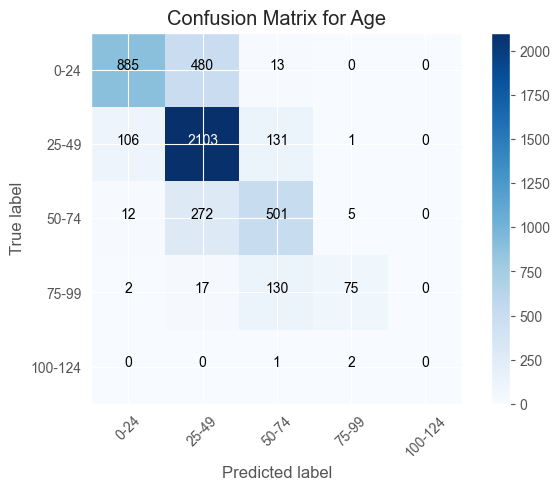 Confusion Matrix for Age
0-24 885 480 13 0 0
25-49 106 2103 131 1 0
50-74 12 272 501 5 0
75-99 2 17 130 75 0
100-124 0 0 1 2 0
0-24 25-49 50-74 75-99 100-124
True label
Predicted label
2000
1750
1500
1250
1000
750
500
250
0